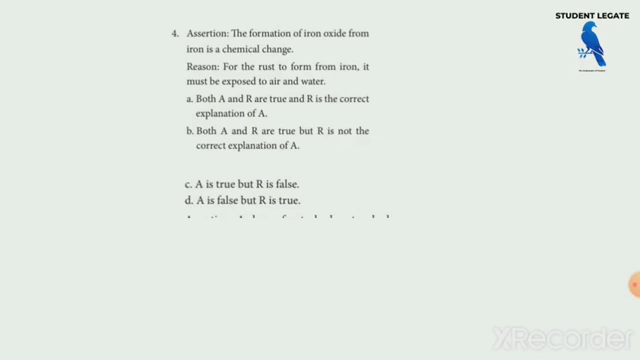 STUDENT LEGATE
4. Assertion: The formation of iron oxide from
iron is a chemical change.
Reason: For the rust to form from iron, it
must be exposed to air and water.
a. Both A and R are true and R is the correct
explanation of A.
b. Both A and R are true but R is not the
correct explanation of A.
c. A is true but R is false.
d. A is false but R is true.
XRecorder